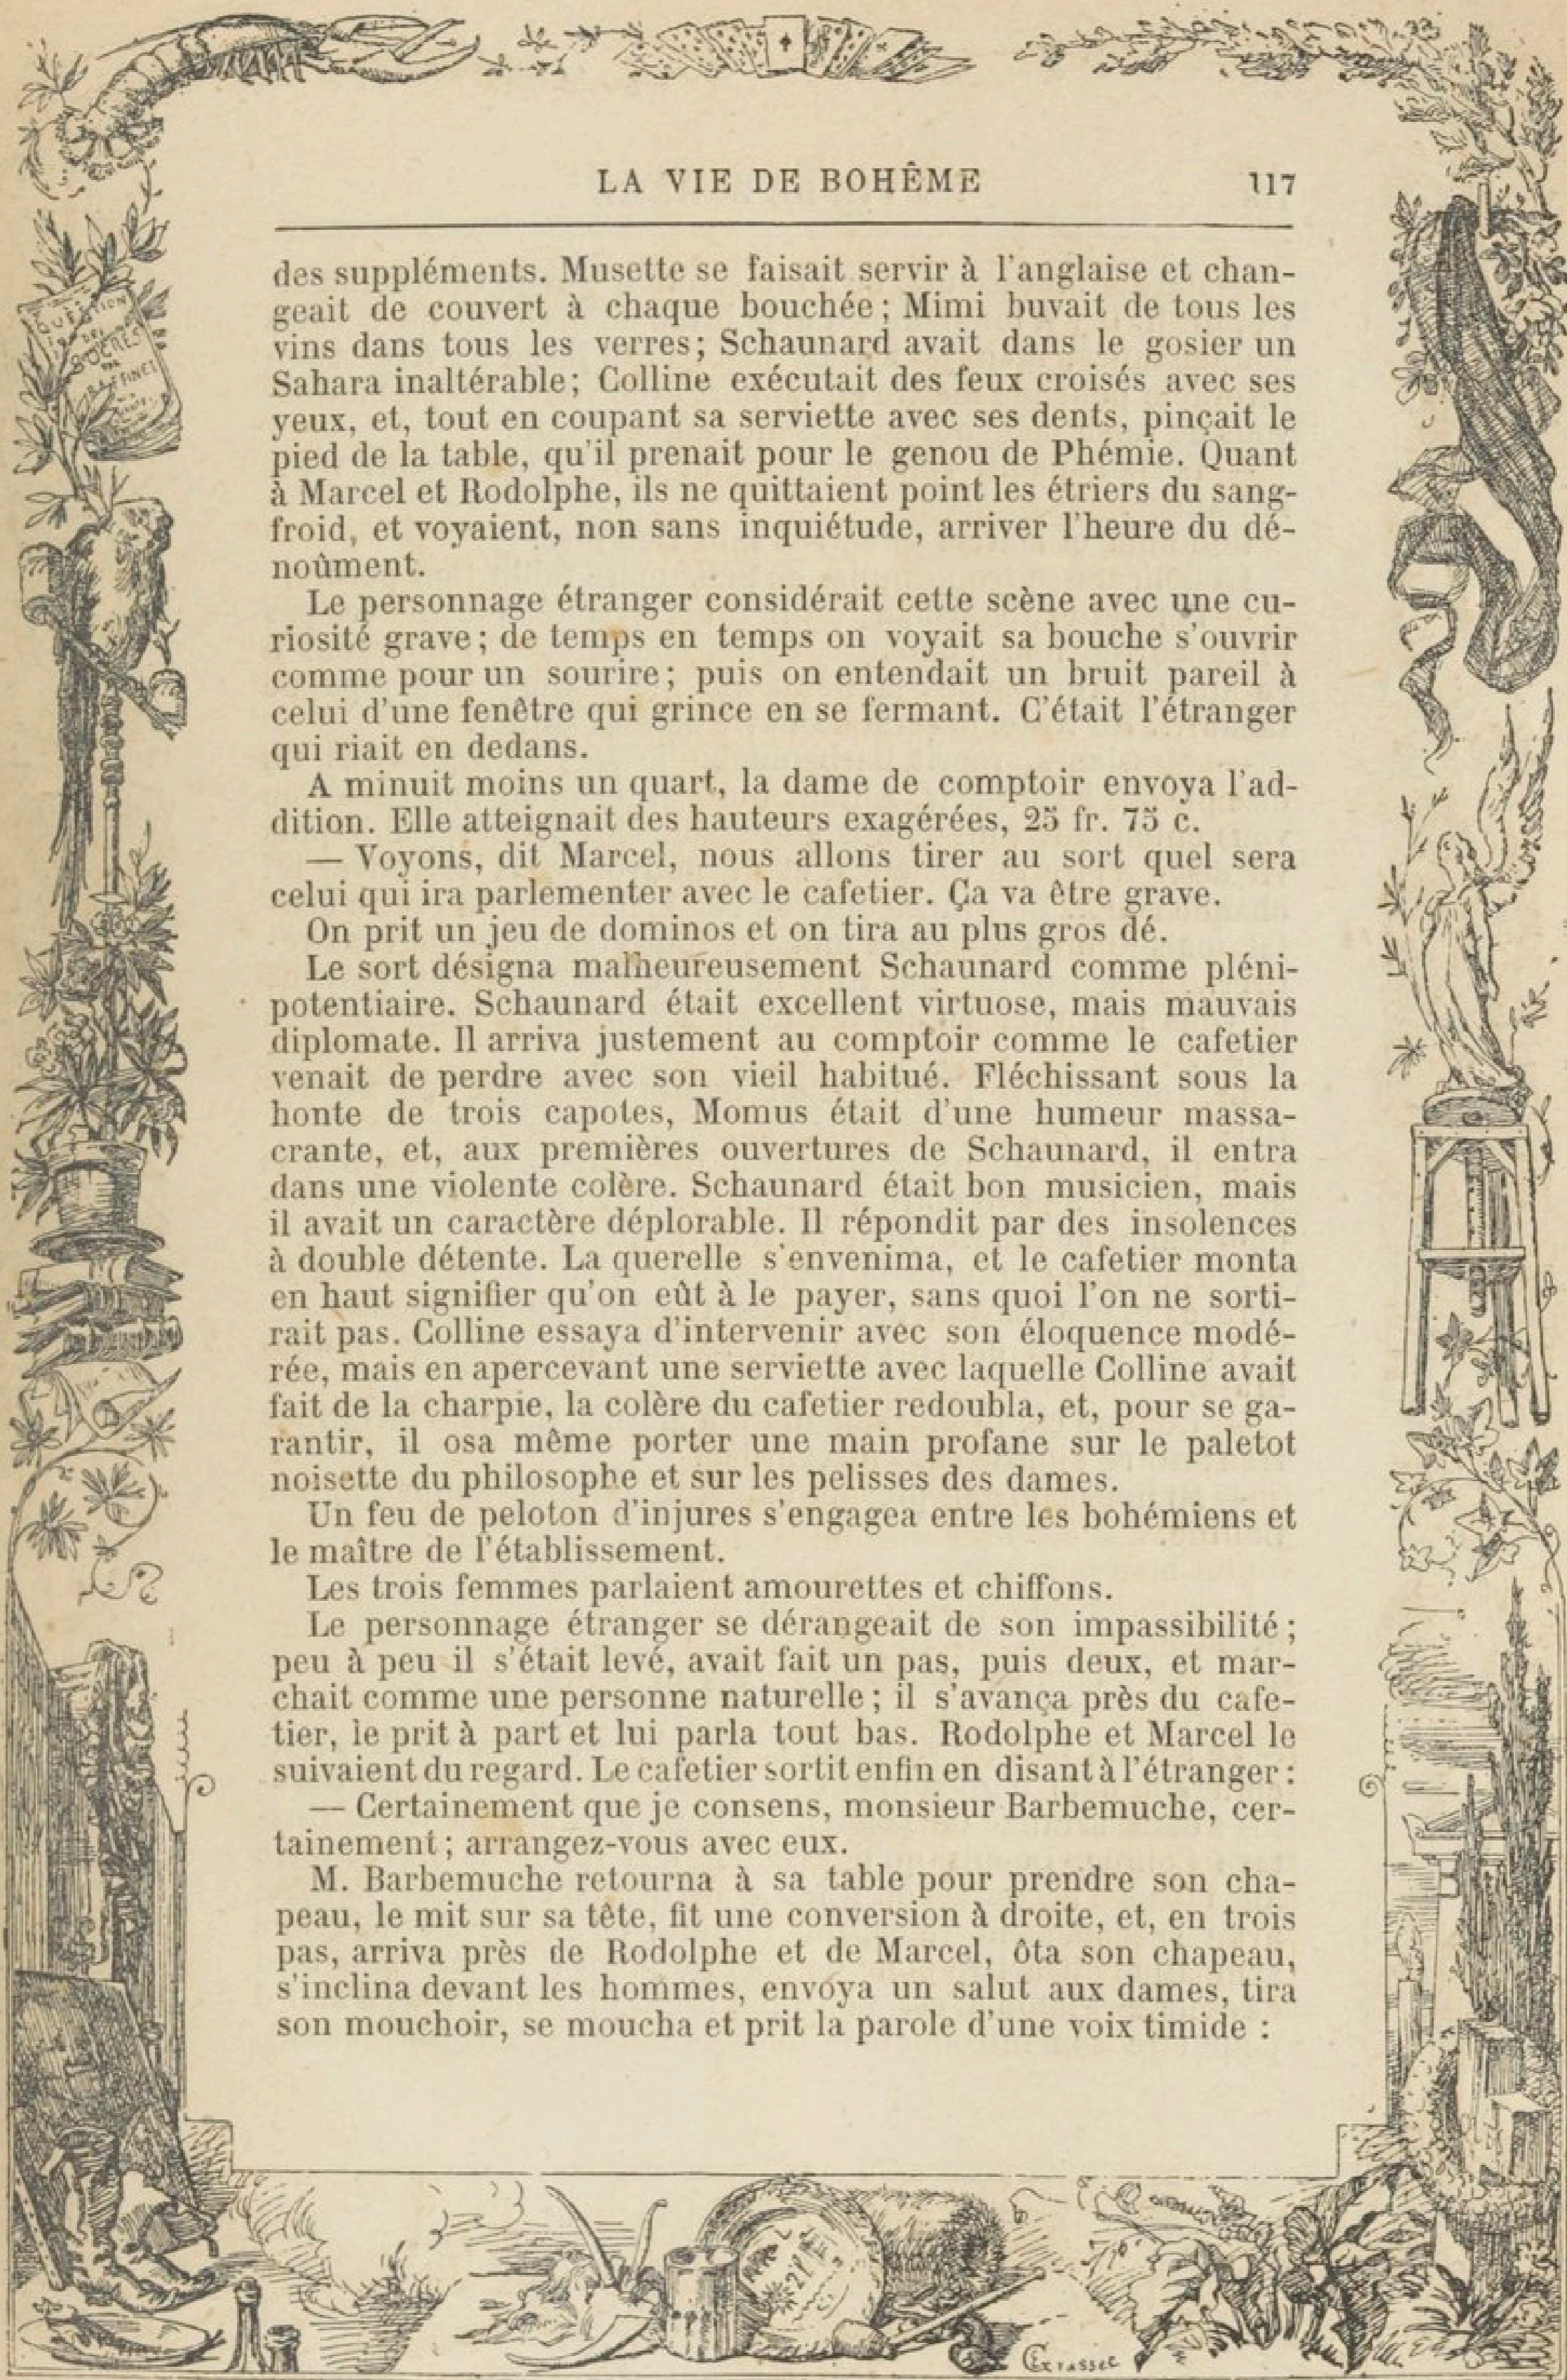 LA VIE DE BOHÊME 117
des suppléments. Musette se faisait servir à l'anglaise et chan-
geait de couvert à chaque bouchée; Mimi buvait de tous les
vins dans tous les verres; Schaunard avait dans le gosier un
Sahara inaltérable; Colline exécutait des feux croisés avec ses
yeux, et, tout en coupant sa serviette avec ses dents, pinçait le
pied de la table, qu'il prenait pour le genou de Phémie. Quant
à Marcel et Rodolphe, ils ne quittaient point les étriers du sang-
froid, et voyaient, non sans inquiétude, arriver l'heure du dé-
noûment.
Le personnage étranger considérait cette scène avec une cu-
riosité grave; de temps en temps on voyait sa bouche s'ouvrir
comme pour un sourire; puis on entendait un bruit pareil à
celui d'une fenêtre qui grince en se fermant. C'était l'étranger
qui riait en dedans.
A minuit moins un quart, la dame de comptoir envoya l'ad-
dition. Elle atteignait des hauteurs exagérées, 25 fr. 75 c.
— Voyons, dit Marcel, nous allons tirer au sort quel sera
celui qui ira parlementer avec le cafetier. Ça va être grave.
On prit un jeu de dominos et on tira au plus gros dé.
Le sort désigna malheureusement Schaunard comme pléni-
potentiaire. Schaunard était excellent virtuose, mais mauvais
diplomate. Il arriva justement au comptoir comme le cafetier
venait de perdre avec son vieil habitué. Fléchissant sous la
honte de trois capotes, Momus était d'une humeur massa-
crante, et, aux premières ouvertures de Schaunard, il entra
dans une violente colère. Schaunard était bon musicien, mais
il avait un caractère déplorable. Il répondit par des insolences
à double détente. La querelle s'envenima, et le cafetier monta
en haut signifier qu'on eût à le payer, sans quoi l'on ne sorti-
rait pas. Colline essaya d'intervenir avec son éloquence modé-
rée, mais en apercevant une serviette avec laquelle Colline avait
fait de la charpie, la colère du cafetier redoubla, et, pour se ga-
rantir, il osa même porter une main profane sur le paletot
noisette du philosophe et sur les pelisses des dames.
Un feu de peloton d'injures s'engagea entre les bohémiens et
le maître de l'établissement.
Les trois femmes parlaient amourettes et chiffons.
Le personnage étranger se dérangeait de son impassibilité;
peu à peu il s'était levé, avait fait un pas, puis deux, et mar-
chait comme une personne naturelle; il s'avança près du cafe-
tier, le prit à part et lui parla tout bas. Rodolphe et Marcel le
suivaient du regard. Le cafetier sortit enfin en disant à l'étranger:
— Certainement que je consens, monsieur Barbemuche, cer-
tainement; arrangez-vous avec eux.
M. Barbemuche retourna à sa table pour prendre son cha-
peau, le mit sur sa tête, fit une conversion à droite, et, en trois
pas, arriva près de Rodolphe et de Marcel, ôta son chapeau,
s'inclina devant les hommes, envoya un salut aux dames, tira
son mouchoir, se moucha et prit la parole d'une voix timide :
QUESTION
DES
SUCRES
RAFFINET